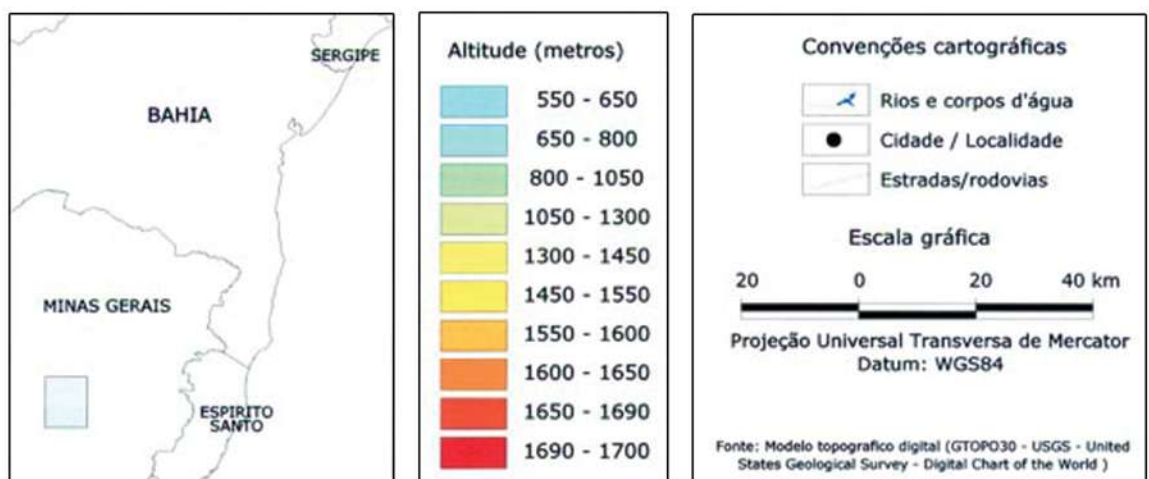 SERGIPE
BAHIA
MINAS GERAIS
ESPIRITO
SANTO
Altitude (metros)
550 - 650
650 - 800
800 - 1050
1050 - 1300
1300 - 1450
1450 - 1550
1550 - 1600
1600 - 1650
1650 - 1690
1690 - 1700
Convenções cartográficas
Rios e corpos d'água
Cidade / Localidade
Estradas/rodovias
Escala gráfica
20 0 20 40 km
Projeção Universal Transversa de Mercator
Datum: WGS84
Fonte: Modelo topografico digital (GTOPO30 - USGS - United
States Geological Survey - Digital Chart of the World )